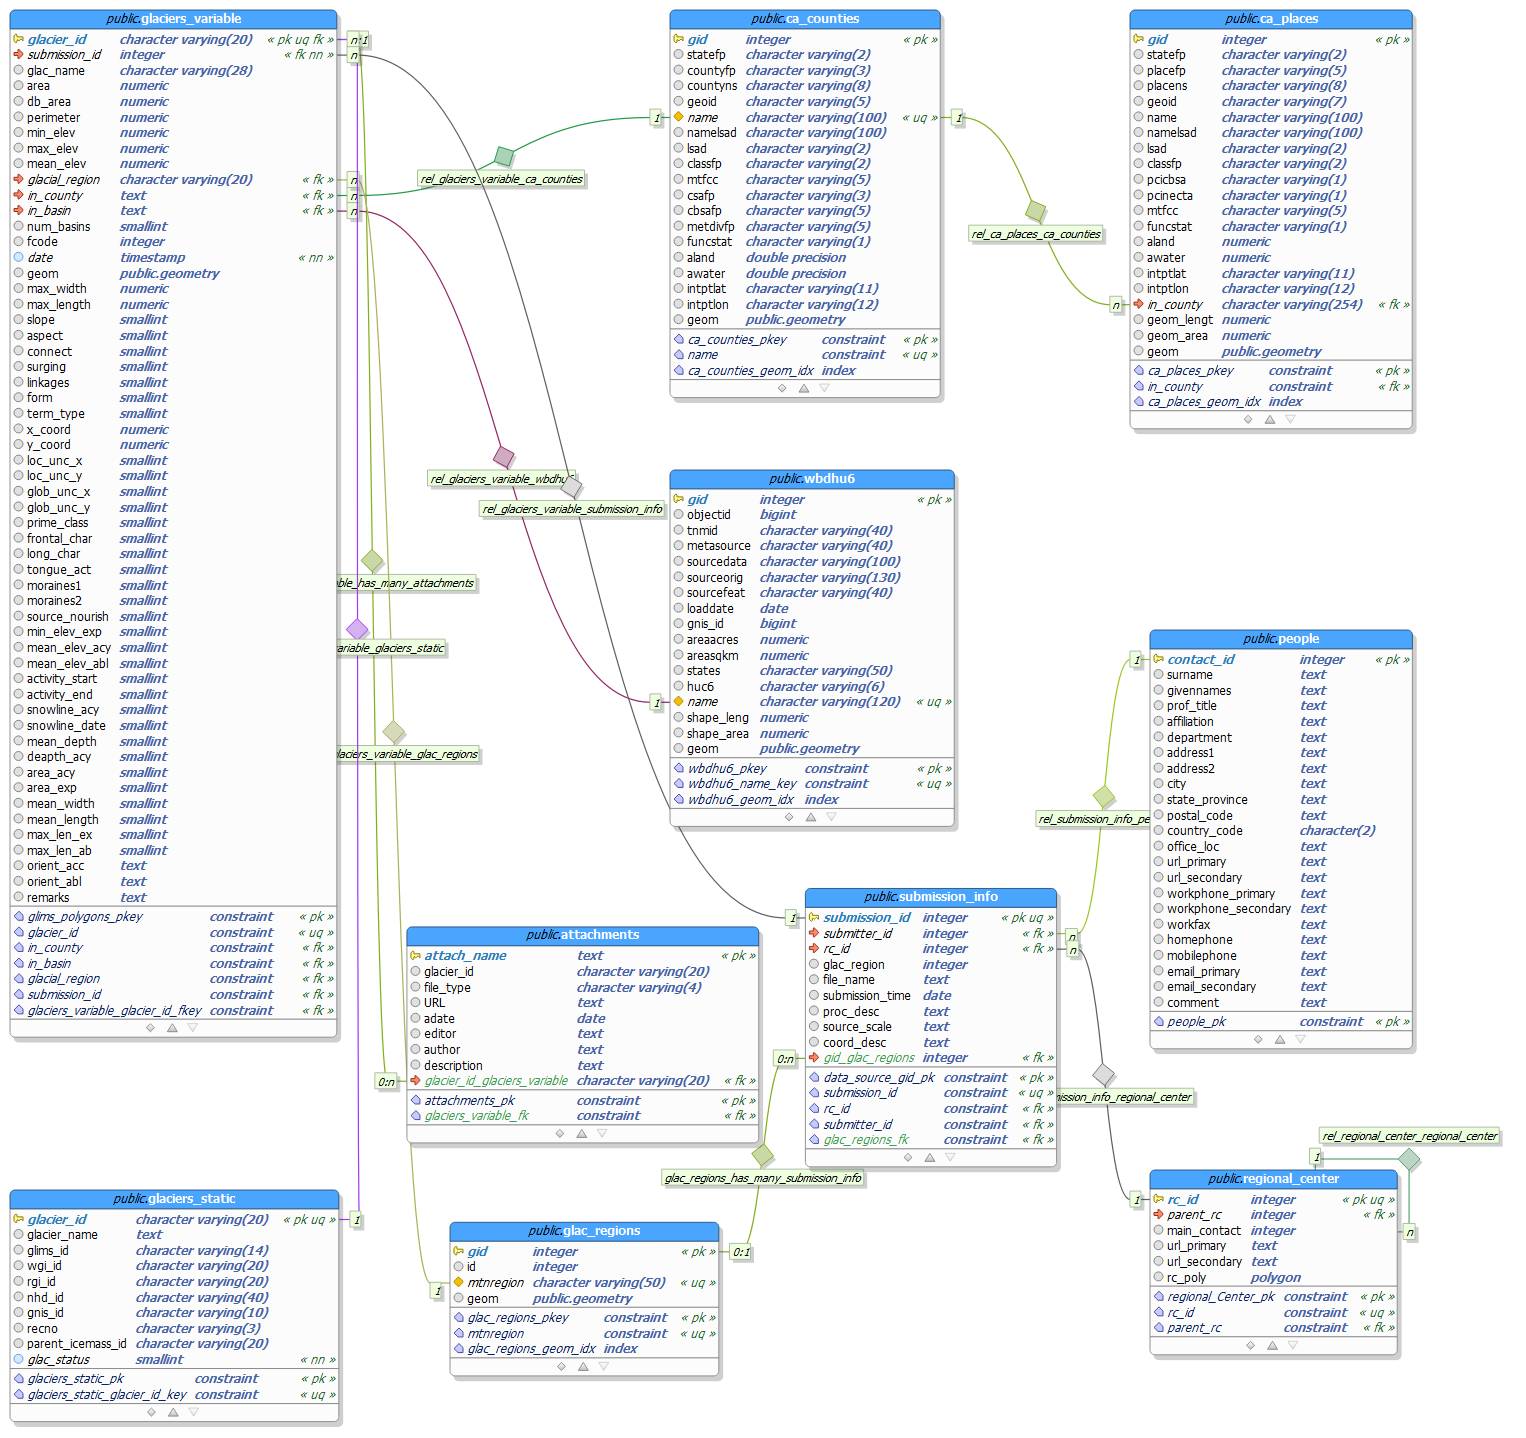 public.glaciers_variable
glacier_id character varying(20) « pk uq fk »
submission_id integer « fk nn »
glac_name character varying(28)
area numeric
db_area numeric
perimeter numeric
min_elev numeric
max_elev numeric
mean_elev numeric
glacial_region character varying(20) « fk »
in_county text « fk »
in_basin text « fk »
num_basins smallint
fcode integer
date timestamp « nn »
geom public.geometry
max_width numeric
max_length numeric
slope smallint
aspect smallint
connect smallint
surging smallint
linkages smallint
form smallint
term_type smallint
x_coord numeric
y_coord numeric
loc_unc_x smallint
loc_unc_y smallint
glob_unc_x smallint
glob_unc_y smallint
prime_class smallint
frontal_char smallint
long_char smallint
tongue_act smallint
moraines1 smallint
moraines2 smallint
source_nourish smallint
min_elev_exp smallint
mean_elev_acy smallint
mean_elev_abl smallint
activity_start smallint
activity_end smallint
snowline_acy smallint
snowline_date smallint
mean_depth smallint
deapth_acy smallint
area_acy smallint
area_exp smallint
mean_width smallint
mean_length smallint
max_len_ex smallint
max_len_ab smallint
orient_acc text
orient_abl text
remarks text
glims_polygons_pkey constraint « pk »
glacier_id constraint « uq »
in_county constraint « fk »
in_basin constraint « fk »
glacial_region constraint « fk »
submission_id constraint « fk »
glaciers_variable_glacier_id_fkey constraint « fk »
n
1
n
n
n
n
public.ca_counties
gid integer « pk »
statefp character varying(2)
countyfp character varying(3)
countyns character varying(8)
geoid character varying(5)
name character varying(100) « uq »
namelsad character varying(100)
lsad character varying(2)
classfp character varying(2)
mtfcc character varying(5)
csafp character varying(3)
cbsafp character varying(5)
metdivfp character varying(5)
funcstat character varying(1)
aland double precision
awater double precision
intptlat character varying(11)
intptlon character varying(12)
geom public.geometry
ca_counties_pkey constraint « pk »
name constraint « uq »
ca_counties_geom_idx index
1
1
rel_glaciers_variable_ca_counties
rel_ca_places_ca_counties
n
public.ca_places
gid integer « pk »
statefp character varying(2)
placefp character varying(5)
placens character varying(8)
geoid character varying(7)
name character varying(100)
namelsad character varying(100)
lsad character varying(2)
classfp character varying(2)
pcicbsa character varying(1)
pcinecta character varying(1)
mtfcc character varying(5)
funcstat character varying(1)
aland numeric
awater numeric
intptlat character varying(11)
intptlon character varying(12)
in_county character varying(254) « fk »
geom_lengt numeric
geom_area numeric
geom public.geometry
ca_places_pkey constraint « pk »
in_county constraint « fk »
ca_places_geom_idx index
rel_glaciers_variable_wbdhu6
rel_glaciers_variable_submission_info
ble_has_many_attachments
ariable_glaciers_static
laciers_variable_glac_regions
public.wbdhu6
gid integer « pk »
objectid bigint
tnmid character varying(40)
metasource character varying(40)
sourcedata character varying(100)
sourceorig character varying(130)
sourcefeat character varying(40)
loaddate date
gnis_id bigint
areaacres numeric
areasqkm numeric
states character varying(50)
huc6 character varying(6)
name character varying(120) « uq »
shape_leng numeric
shape_area numeric
geom public.geometry
wbdhu6_pkey constraint « pk »
wbdhu6_name_key constraint « uq »
wbdhu6_geom_idx index
1
public.people
contact_id integer « pk »
surname text
givennames text
prof_title text
affiliation text
department text
address1 text
address2 text
city text
state_province text
postal_code text
country_code character(2)
office_loc text
url_primary text
url_secondary text
workphone_primary text
workphone_secondary text
workfax text
homephone text
mobilephone text
email_primary text
email_secondary text
comment text
people_pk constraint « pk »
1
rel_submission_info_pe
public.submission_info
submission_id integer « pk uq »
submitter_id integer « fk »
rc_id integer « fk »
glac_region integer
file_name text
submission_time date
proc_desc text
source_scale text
coord_desc text
gid_glac_regions integer « fk »
data_source_gid_pk constraint « pk »
submission_id constraint « uq »
rc_id constraint « fk »
submitter_id constraint « fk »
glac_regions_fk constraint « fk »
1
n
n
0:n
mission_info_regional_center
public.attachments
attach_name text « pk »
glacier_id character varying(20)
file_type character varying(4)
URL text
adate date
editor text
author text
description text
glacier_id_glaciers_variable character varying(20) « fk »
attachments_pk constraint « pk »
glaciers_variable_fk constraint « fk »
0:n
glac_regions_has_many_submission_info
rel_regional_center_regional_center
1
public.regional_center
rc_id integer « pk uq »
parent_rc integer « fk »
main_contact integer
url_primary text
url_secondary text
rc_poly polygon
regional_Center_pk constraint « pk »
rc_id constraint « uq »
parent_rc constraint « fk »
1
n
public.glaciers_static
glacier_id character varying(20) « pk uq »
glacier_name text
glims_id character varying(14)
wgi_id character varying(20)
rgi_id character varying(20)
nhd_id character varying(40)
gnis_id character varying(10)
recno character varying(3)
parent_icemass_id character varying(20)
glac_status smallint « nn »
glaciers_static_pk constraint « pk »
glaciers_static_glacier_id_key constraint « uq »
1
public.glac_regions
gid integer « pk »
id integer
mtnregion character varying(50) « uq »
geom public.geometry
glac_regions_pkey constraint « pk »
mtnregion constraint « uq »
glac_regions_geom_idx index
1
0:1